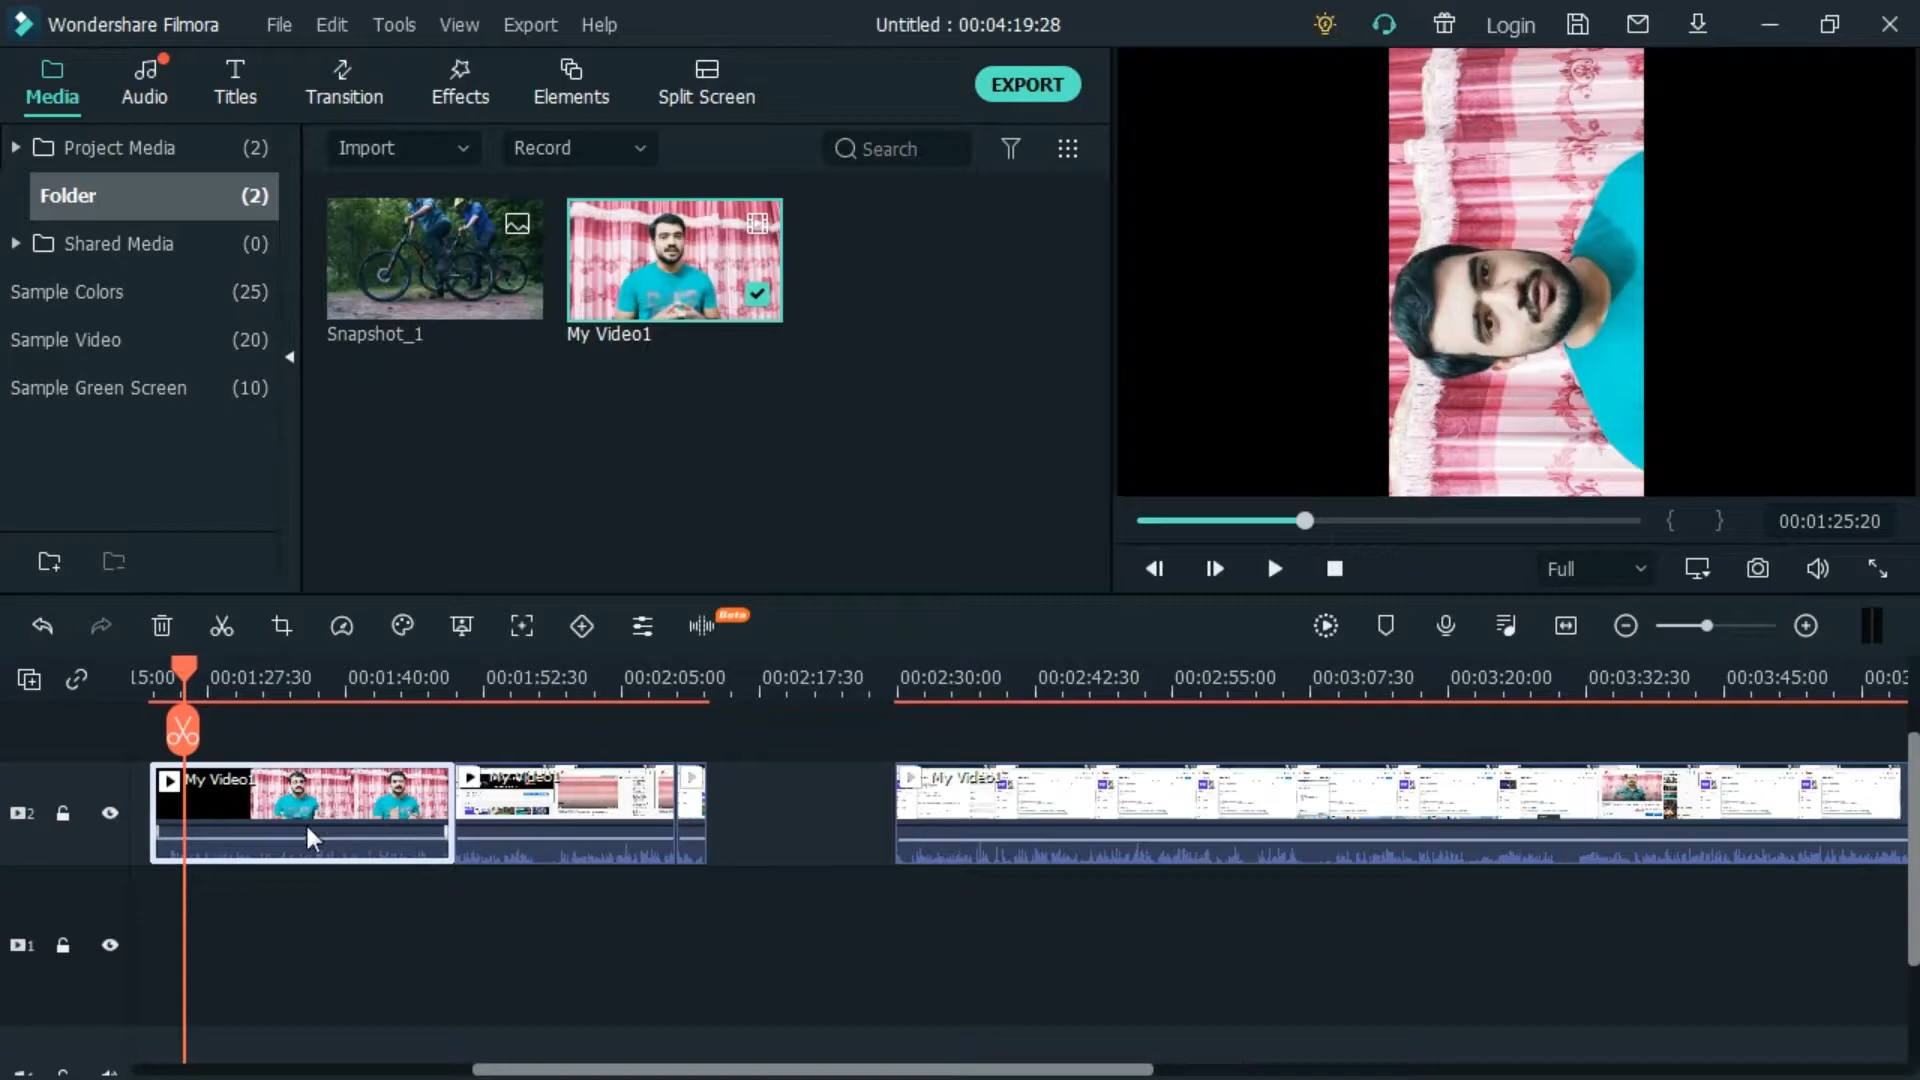 Wondershare Filmora File Edit Tools View Export Help Untitled : 00:04:19:28 Login
Media Audio Titles Transition Effects Elements Split Screen EXPORT
Project Media (2)
Import Record Search
Folder (2)
Shared Media (0)
Sample Colors (25)
Sample Video (20)
Sample Green Screen (10)
Snapshot_1 My Video1
00:01:25:20
Full
Beta
15:00 00:01:27:30 00:01:40:00 00:01:52:30 00:02:05:00 00:02:17:30 00:02:30:00 00:02:42:30 00:02:55:00 00:03:07:30 00:03:20:00 00:03:32:30 00:03:45:00 00:03
My Video1 My Video1 My Video1
2
1